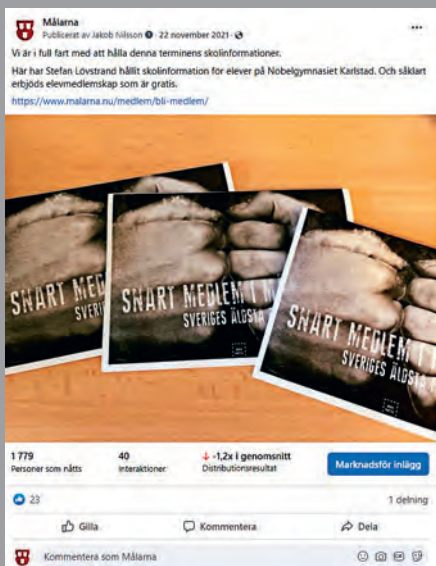 Målarna
Publicerat av Jakob Nilsson · 22 november 2021 ·
Vi är i full fart med att hålla denna terminens skolinformationer.
Här har Stefan Lövstrand hållit skolinformation för elever på Nobelgymnasiet Karlstad. Och såklart
erbjöds elevmedlemskap som är gratis.
https://www.malarna.nu/medlem/bli-medlem/
SNART MED
SVERI
SNART MEDLEM I M
SVERIGES ÄLDSTA
SNART MEDLEM I
SVERIGES ÄLDSTA
1 779
Personer som nåtts
40
Interaktioner
-1,2x i genomsnitt
Distributionsresultat
Marknadsför inlägg
23
1 delning
Gilla
Kommentera
Dela
Kommentera som Målarna